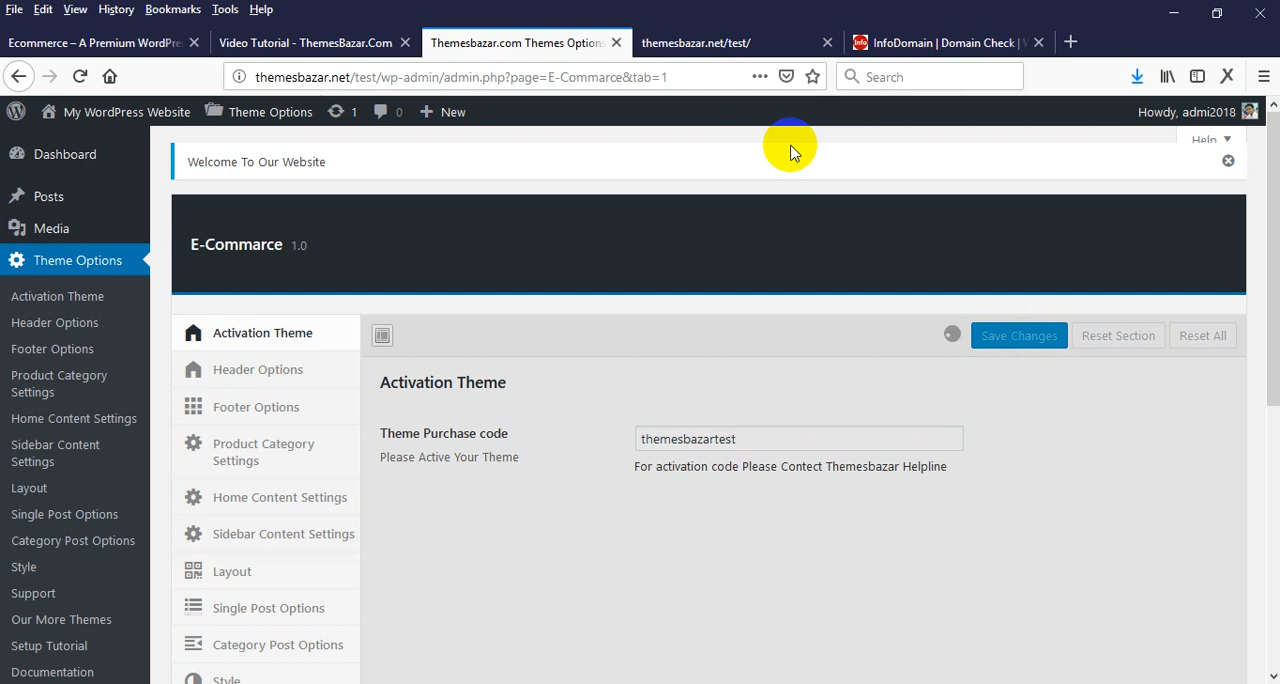 File Edit View History Bookmarks Tools Help
Ecommerce – A Premium WordPre
Video Tutorial - ThemesBazar.Com
Themesbazar.com Themes Options
themesbazar.net/test/
Info InfoDomain | Domain Check | W
themesbazar.net/test/wp-admin/admin.php?page=E-Commerce&tab=1
Search
My WordPress Website Theme Options 1 0 New
Howdy, admi2018
Dashboard
Posts
Media
Theme Options
Activation Theme
Header Options
Footer Options
Product Category
Settings
Home Content Settings
Sidebar Content
Settings
Layout
Single Post Options
Category Post Options
Style
Support
Our More Themes
Setup Tutorial
Documentation
Help
Welcome To Our Website
E-Commarce 1.0
Activation Theme
Header Options
Footer Options
Product Category
Settings
Home Content Settings
Sidebar Content Settings
Layout
Single Post Options
Category Post Options
Style
Save Changes Reset Section Reset All
Activation Theme
Theme Purchase code
Please Active Your Theme
themesbazartest
For activation code Please Contect Themesbazar Helpline